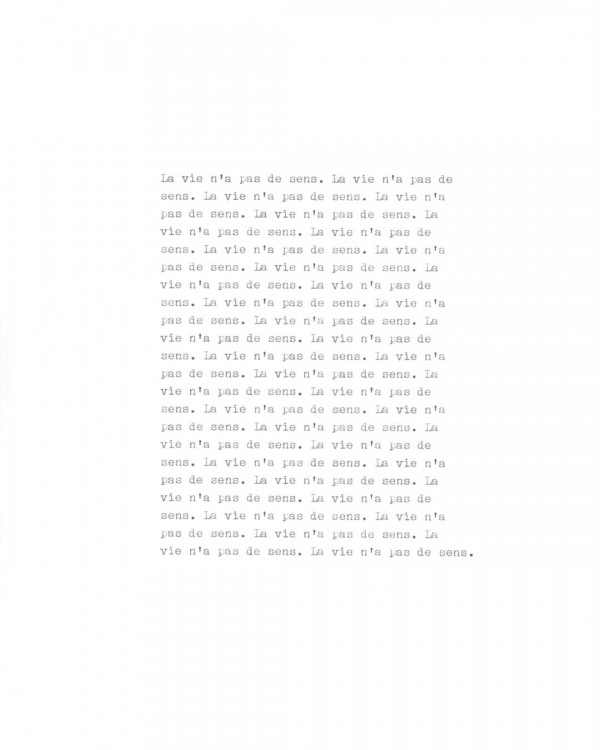 La vie n'a pas de sens. La vie n'a pas de
sens. La vie n'a pas de sens. La vie n'a
pas de sens. La vie n'a pas de sens. La
vie n'a pas de sens. La vie n'a pas de
sens. La vie n'a pas de sens. La vie n'a
pas de sens. La vie n'a pas de sens. La
vie n'a pas de sens. La vie n'a pas de
sens. La vie n'a pas de sens. La vie n'a
pas de sens. La vie n'a pas de sens. La
vie n'a pas de sens. La vie n'a pas de
sens. La vie n'a pas de sens. La vie n'a
pas de sens. La vie n'a pas de sens. La
vie n'a pas de sens. La vie n'a pas de
sens. La vie n'a pas de sens. La vie n'a
pas de sens. La vie n'a pas de sens. La
vie n'a pas de sens. La vie n'a pas de
sens. La vie n'a pas de sens. La vie n'a
pas de sens. La vie n'a pas de sens. La
vie n'a pas de sens. La vie n'a pas de
sens. La vie n'a pas de sens. La vie n'a
pas de sens. La vie n'a pas de sens. La
vie n'a pas de sens. La vie n'a pas de sens.